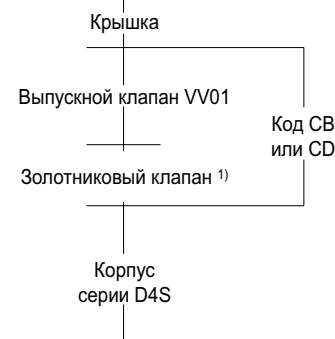 Крышка
Выпускной клапан VV01
Код CB
или CD
Золотниковый клапан 1)
Корпус
серии D4S